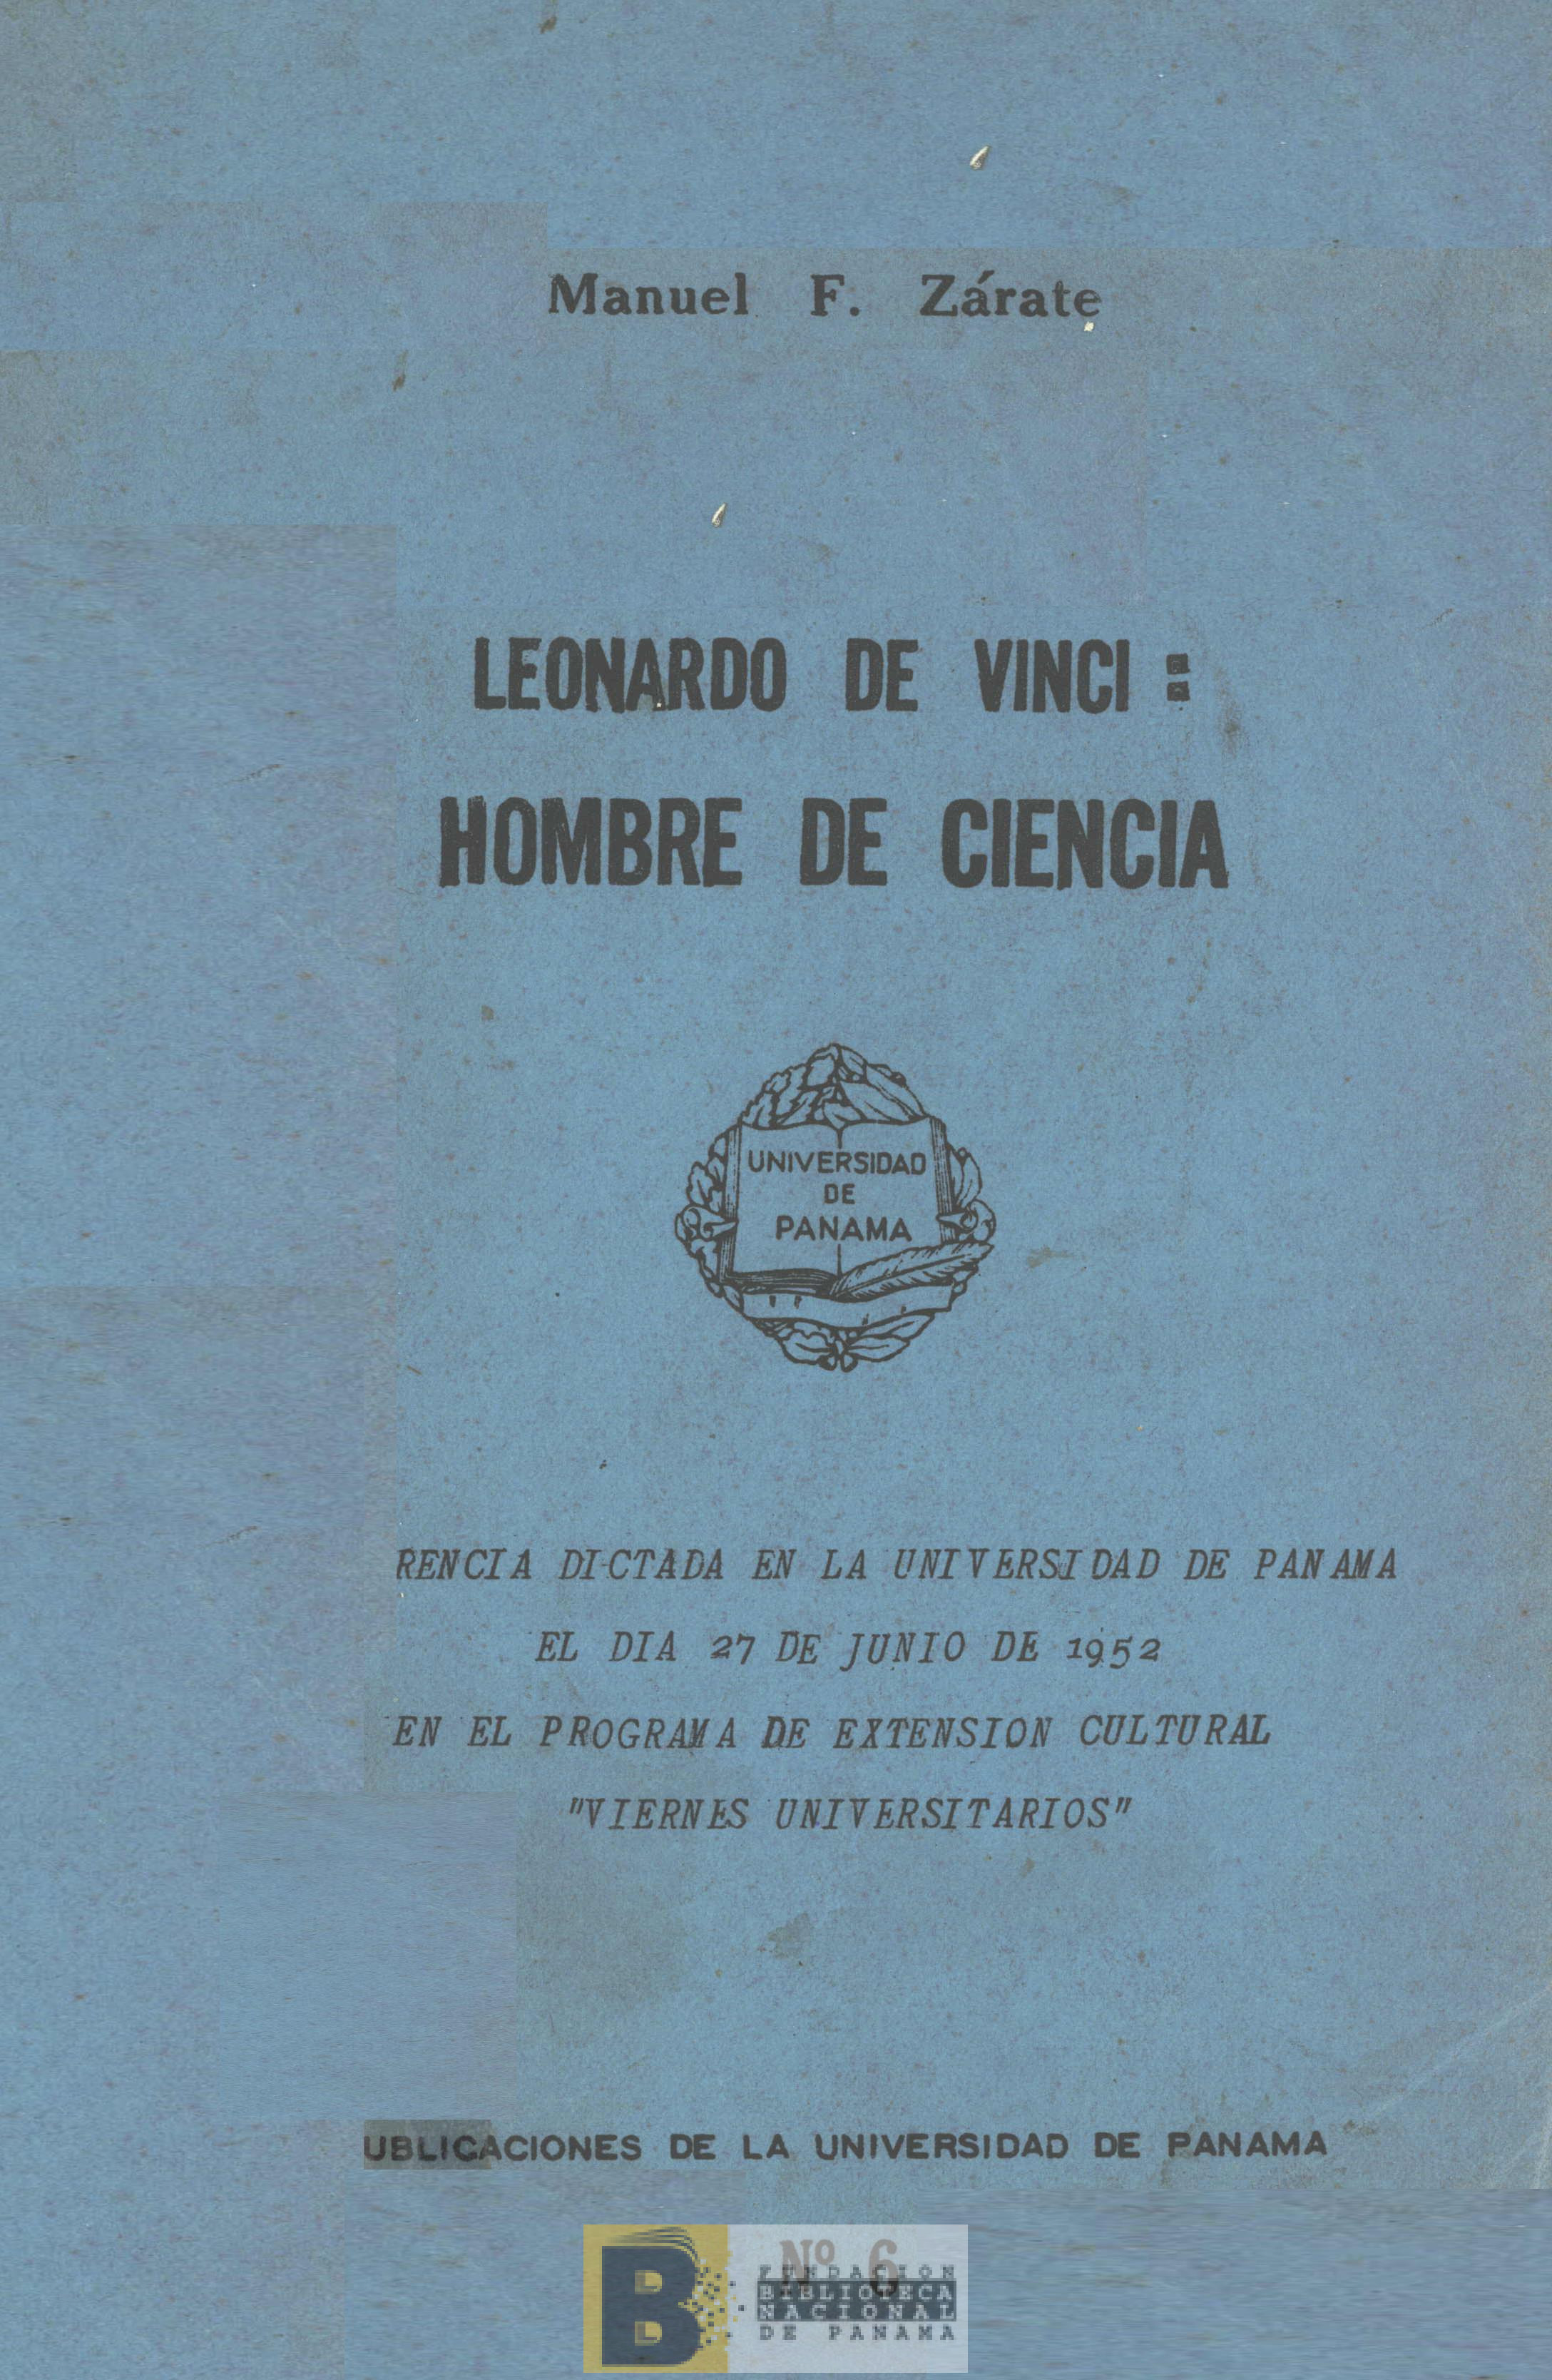 Manuel F. Zárate
LEONARDO DE VINCI :
HOMBRE DE CIENCIA
UNIVERSIDAD
DE
PANAMA
RENCIA DICTADA EN LA UNIVERSIDAD DE PANAMA
EL DIA 27 DE JUNIO DE 1952
EN EL PROGRAMA DE EXTENSION CULTURAL
"VIERNES UNIVERSITARIOS"
UBLICACIONES DE LA UNIVERSIDAD DE PANAMA
Nº 6
B
FUNDACION
BIBLIOTECA
NACIONAL
DE PANAMA